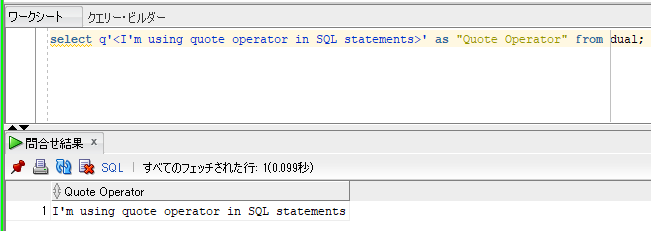 ワークシート クエリー・ビルダー
select q'<I'm using quote operator in SQL statements>' as "Quote Operator" from dual;
問合せ結果 x
SQL | すべてのフェッチされた行: 1(0.099秒)
Quote Operator
1 I'm using quote operator in SQL statements